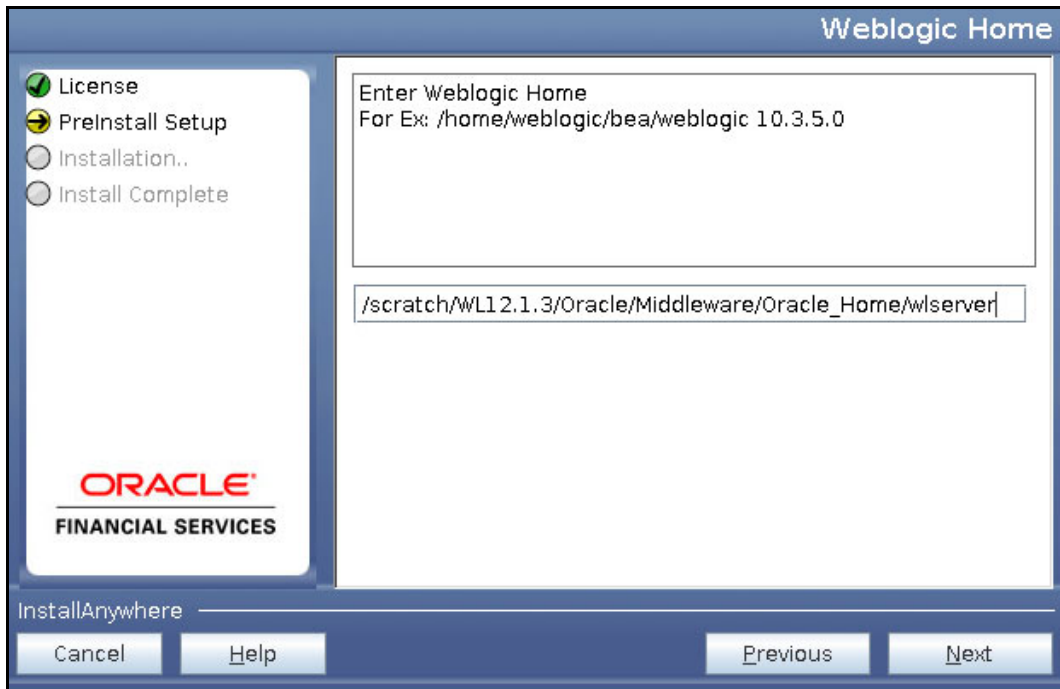 Weblogic Home
License
PreInstall Setup
Installation..
Install Complete
Enter Weblogic Home
For Ex: /home/weblogic/bea/weblogic 10.3.5.0
/scratch/WL12.1.3/Oracle/Middleware/Oracle_Home/wlserver
ORACLE
FINANCIAL SERVICES
InstallAnywhere
Cancel
Help
Previous
Next